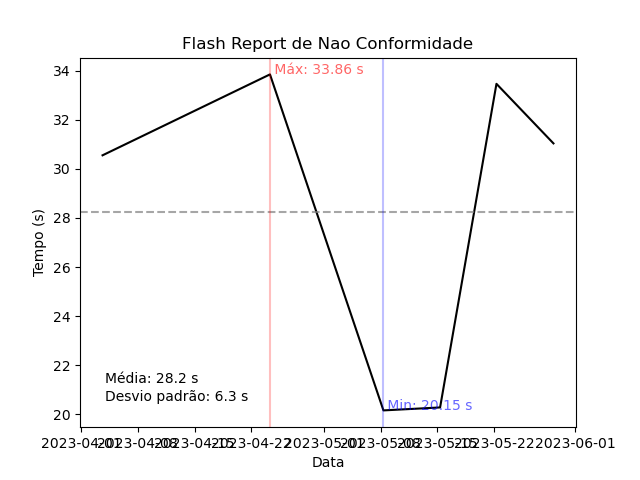 Flash Report de Nao Conformidade
Máx: 33.86 s
34
32
30
28
26
24
22
20
Tempo (s)
Média: 28.2 s
Desvio padrão: 6.3 s
Min: 20.15 s
2023-04-01 2023-04-08 2023-04-15 2023-04-22 2023-05-01 2023-05-08 2023-05-15 2023-05-22 2023-06-01
Data